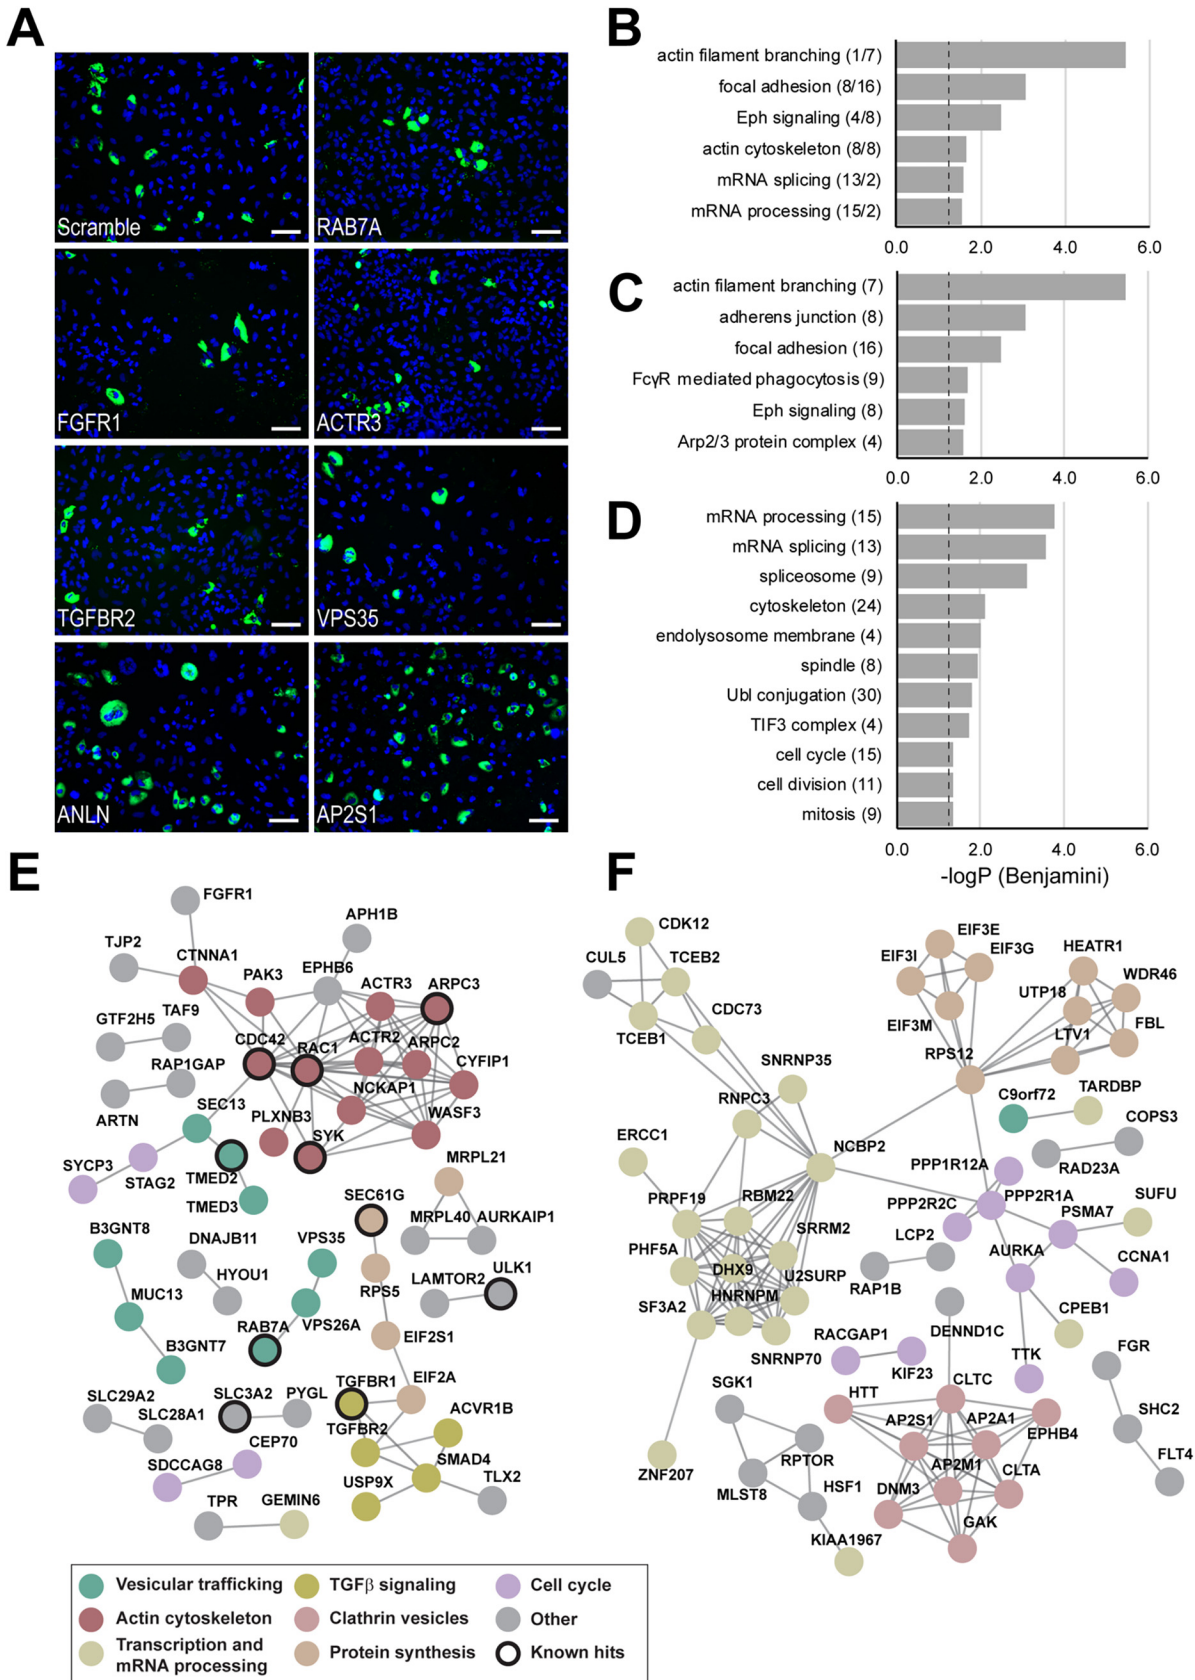 A
Scramble
RAB7A
FGFR1
ACTR3
TGFBR2
VPS35
ANLN
AP2S1
B
actin filament branching (1/7)
focal adhesion (8/16)
Eph signaling (4/8)
actin cytoskeleton (8/8)
mRNA splicing (13/2)
mRNA processing (15/2)
0.0 2.0 4.0 6.0
C
actin filament branching (7)
adherens junction (8)
focal adhesion (16)
FcγR mediated phagocytosis (9)
Eph signaling (8)
Arp2/3 protein complex (4)
0.0 2.0 4.0 6.0
D
mRNA processing (15)
mRNA splicing (13)
spliceosome (9)
cytoskeleton (24)
endolysosome membrane (4)
spindle (8)
Ubl conjugation (30)
TIF3 complex (4)
cell cycle (15)
cell division (11)
mitosis (9)
0.0 2.0 4.0 6.0
-logP (Benjamini)
E
FGFR1
APH1B
TJP2
CTNNA1
PAK3
EPHB6
ACTR3
ARPC3
GTF2H5
TAF9
CDC42
RAC1
ACTR2
ARPC2
CYFIP1
RAP1GAP
NCKAP1
ARTN
SEC13
PLXNB3
WASF3
SYK
SYCP3
STAG2
TMED2
TMED3
MRPL21
SEC61G
MRPL40
AURKAIP1
B3GNT8
DNAJB11
VPS35
HYOU1
LAMTOR2
ULK1
MUC13
RPS5
RAB7A
VPS26A
B3GNT7
EIF2S1
SLC29A2
SLC3A2
PYGL
TGFBR1
EIF2A
SLC28A1
TGFBR2
ACVR1B
CEP70
SDCCAG8
SMAD4
USP9X
TLX2
TPR
GEMIN6
F
CDK12
EIF3E
EIF3G
HEATR1
CUL5
TCEB2
EIF3I
WDR46
UTP18
CDC73
TCEB1
EIF3M
LTV1
FBL
RPS12
SNRNP35
C9orf72
TARDBP
RNPC3
COPS3
ERCC1
NCBP2
PPP1R12A
RAD23A
PRPF19
RBM22
PPP2R2C
PPP2R1A
SUFU
PSMA7
SRRM2
LCP2
PHF5A
DHX9
U2SURP
AURKA
CCNA1
HNRNPM
RAP1B
SF3A2
CPEB1
SNRNP70
RACGAP1
DENND1C
KIF23
TTK
FGR
SGK1
HTT
CLTC
AP2S1
AP2A1
EPHB4
SHC2
RPTOR
AP2M1
CLTA
FLT4
ZNF207
MLST8
HSF1
DNM3
GAK
KIAA1967
Vesicular trafficking
TGFβ signaling
Cell cycle
Actin cytoskeleton
Clathrin vesicles
Other
Transcription and
mRNA processing
Protein synthesis
Known hits